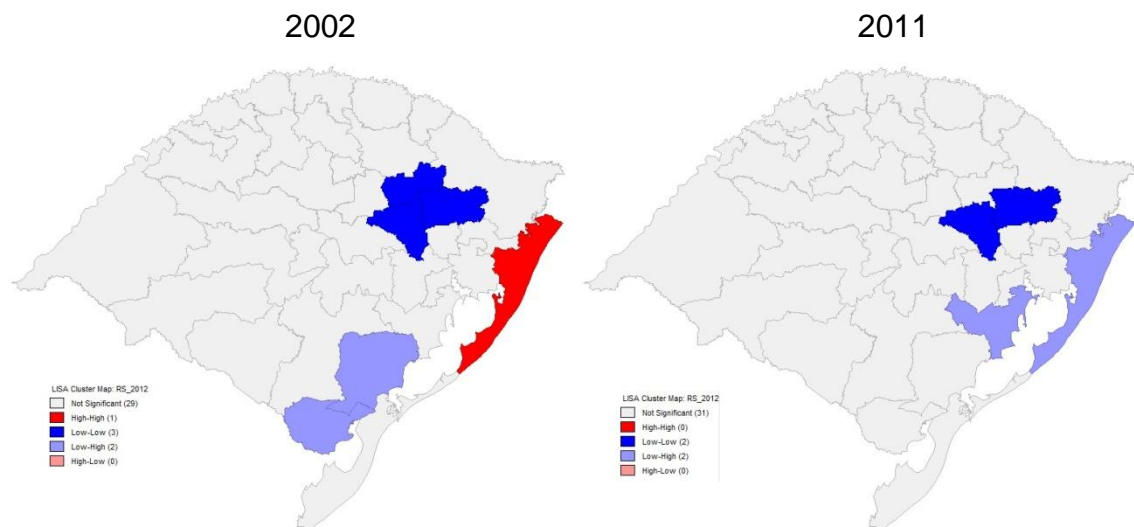 2002
2011
LISA Cluster Map: RS_2012
Not Significant (29)
High-High (1)
Low-Low (3)
Low-High (2)
High-Low (0)
LISA Cluster Map: RS_2012
Not Significant (31)
High-High (0)
Low-Low (2)
Low-High (2)
High-Low (0)